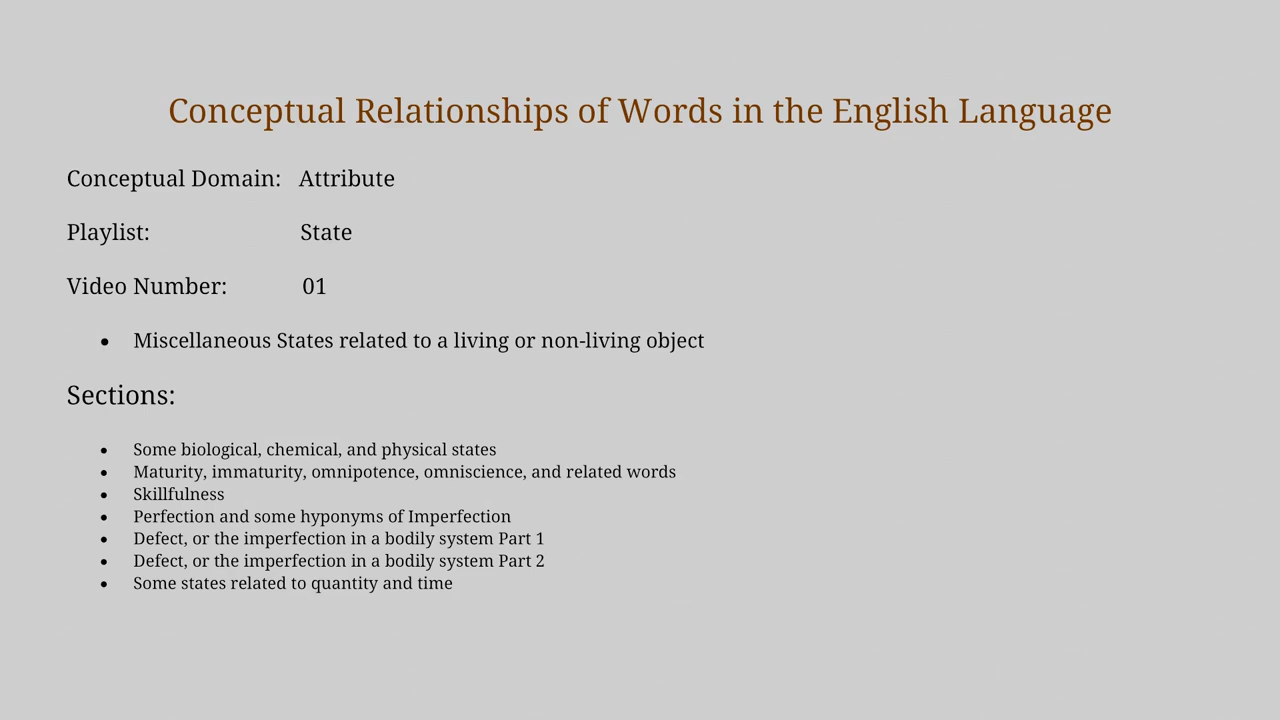 Conceptual Relationships of Words in the English Language
Conceptual Domain: Attribute
Playlist: State
Video Number: 01
• Miscellaneous States related to a living or non-living object
Sections:
• Some biological, chemical, and physical states
• Maturity, immaturity, omnipotence, omniscience, and related words
• Skillfulness
• Perfection and some hyponyms of Imperfection
• Defect, or the imperfection in a bodily system Part 1
• Defect, or the imperfection in a bodily system Part 2
• Some states related to quantity and time